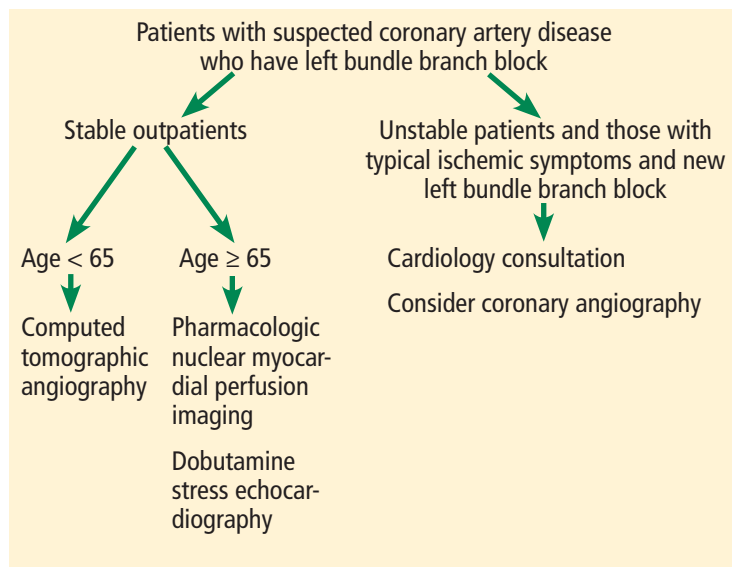 Patients with suspected coronary artery disease
who have left bundle branch block
Stable outpatients
Age < 65
Computed
tomographic
angiography
Age ≥ 65
Pharmacologic
nuclear myocar-
dial perfusion
imaging
Dobutamine
stress echocar-
diography
Unstable patients and those with
typical ischemic symptoms and new
left bundle branch block
Cardiology consultation
Consider coronary angiography